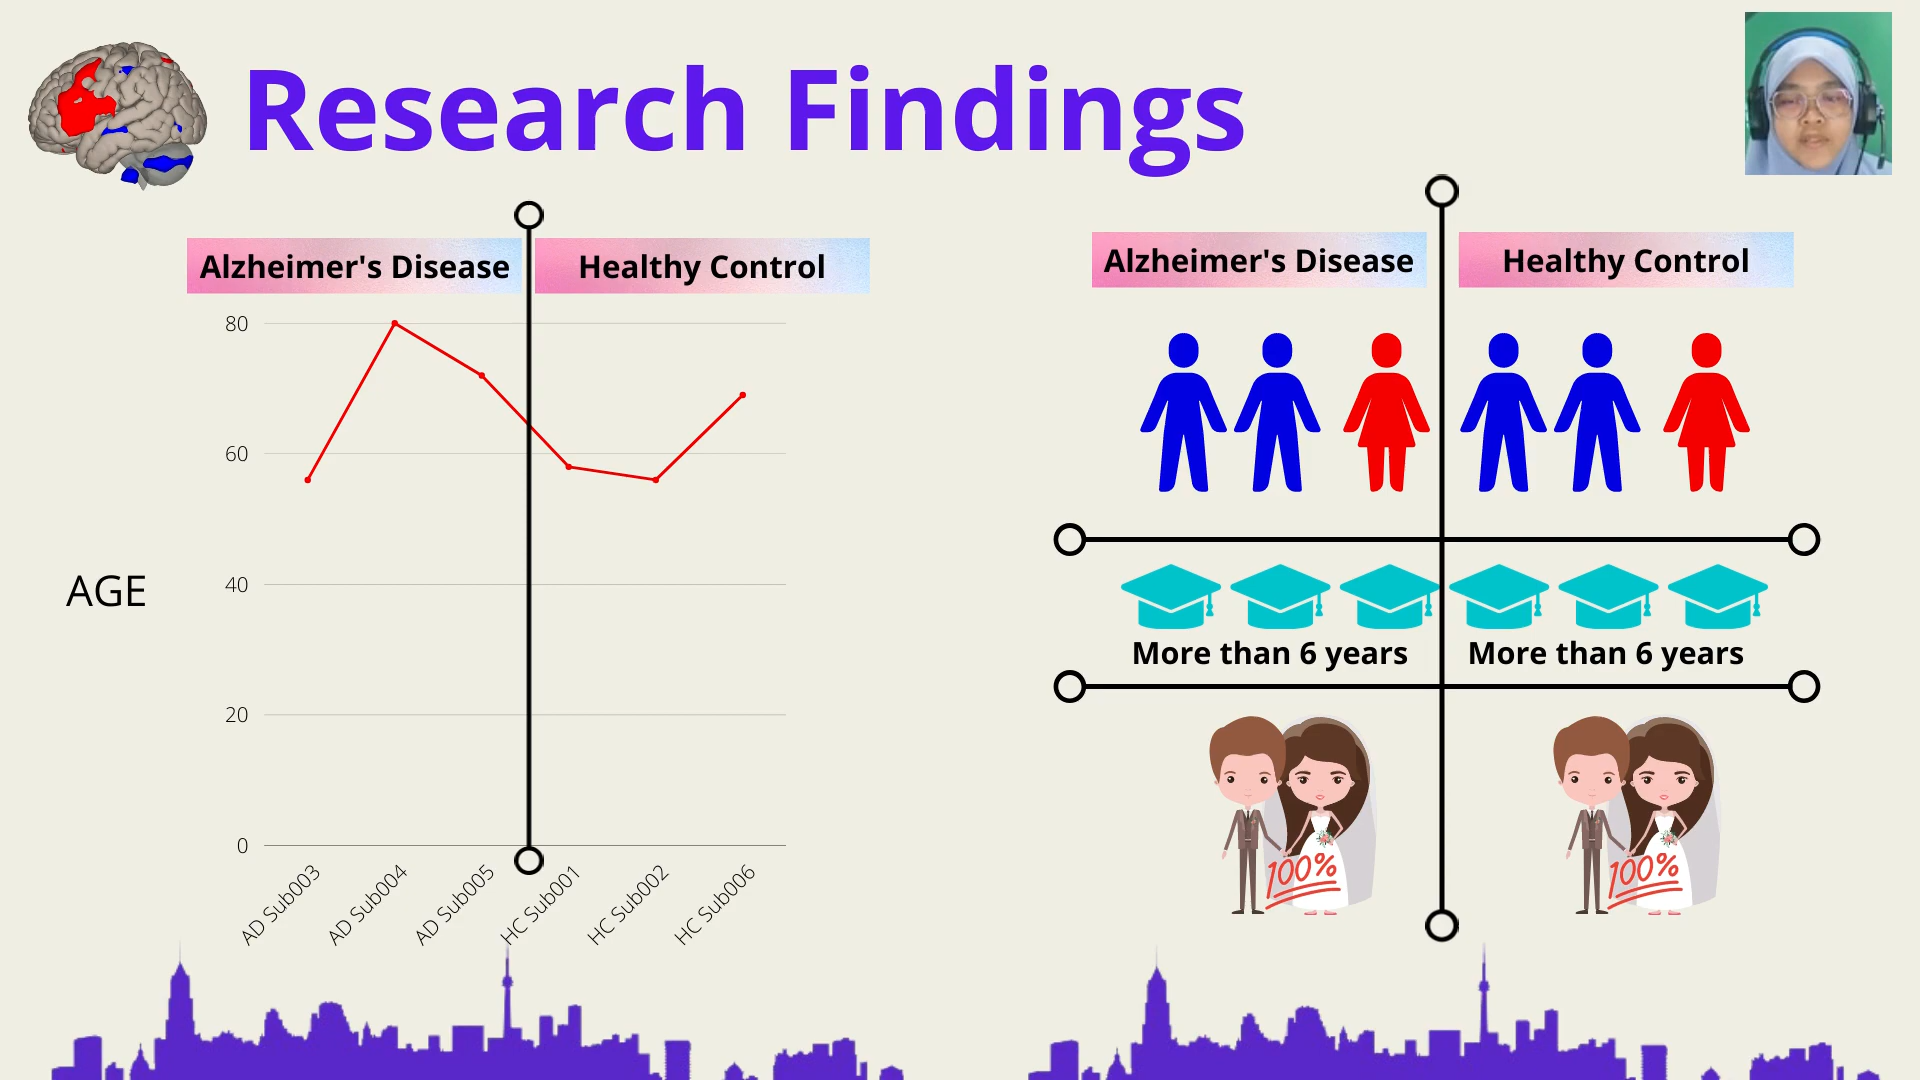 Research Findings
Alzheimer's Disease
Healthy Control
80
60
40
20
0
AGE
AD Sub003
AD Sub004
AD Sub005
HC Sub001
HC Sub002
HC Sub006
Alzheimer's Disease
Healthy Control
More than 6 years
More than 6 years
100%
100%